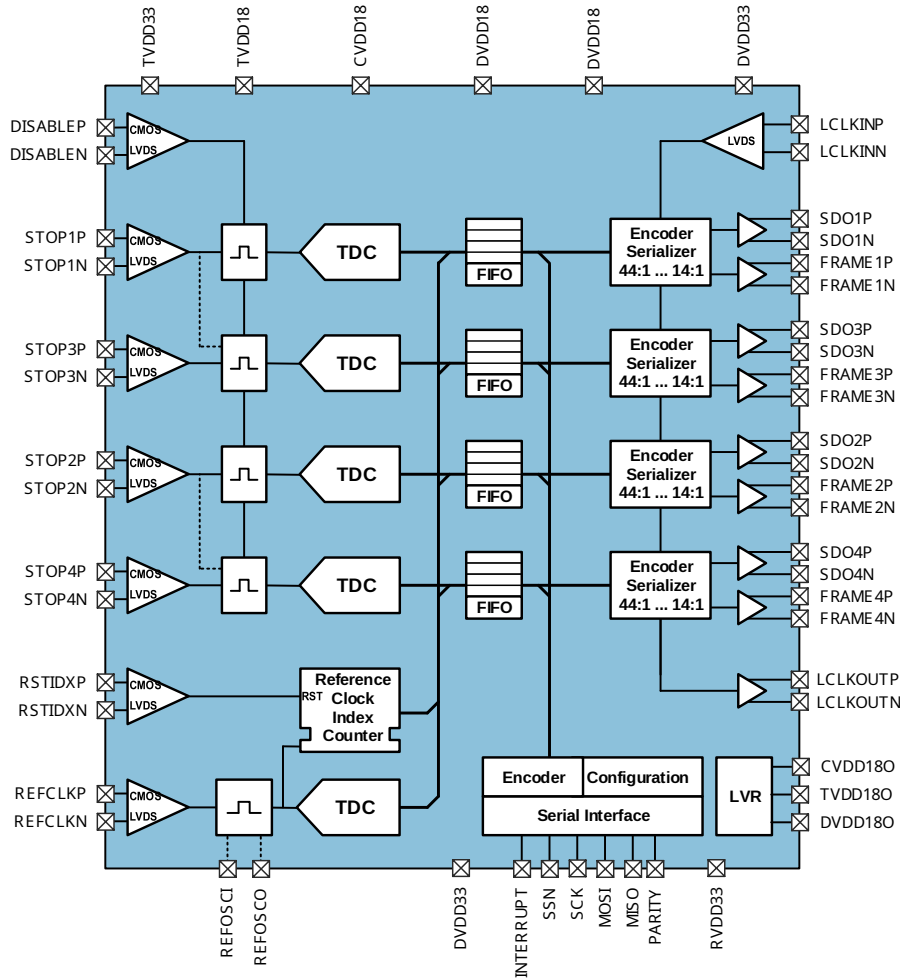 TVDD33
TVDD18
CVDD18
DVDD18
DVDD18
DVDD33
DISABLEP
DISABLEN
CMOS
LVDS
LVDS
LCLKINP
LCLKINN
STOP1P
STOP1N
CMOS
LVDS
TDC
FIFO
Encoder
Serializer
44:1 ... 14:1
SDO1P
SDO1N
FRAME1P
FRAME1N
STOP3P
STOP3N
CMOS
LVDS
TDC
FIFO
Encoder
Serializer
44:1 ... 14:1
SDO3P
SDO3N
FRAME3P
FRAME3N
STOP2P
STOP2N
CMOS
LVDS
TDC
FIFO
Encoder
Serializer
44:1 ... 14:1
SDO2P
SDO2N
FRAME2P
FRAME2N
STOP4P
STOP4N
CMOS
LVDS
TDC
FIFO
Encoder
Serializer
44:1 ... 14:1
SDO4P
SDO4N
FRAME4P
FRAME4N
RSTIDXP
RSTIDXN
CMOS
LVDS
RST
Reference
Clock
Index
Counter
LCLKOUTP
LCLKOUTN
REFCLKP
REFCLKN
CMOS
LVDS
TDC
Encoder
Configuration
Serial Interface
LVR
CVDD18O
TVDD18O
DVDD18O
REFOSCI
REFOSCO
DVDD33
INTERRUPT
SSN
SCK
MOSI
MISO
PARITY
RVDD33